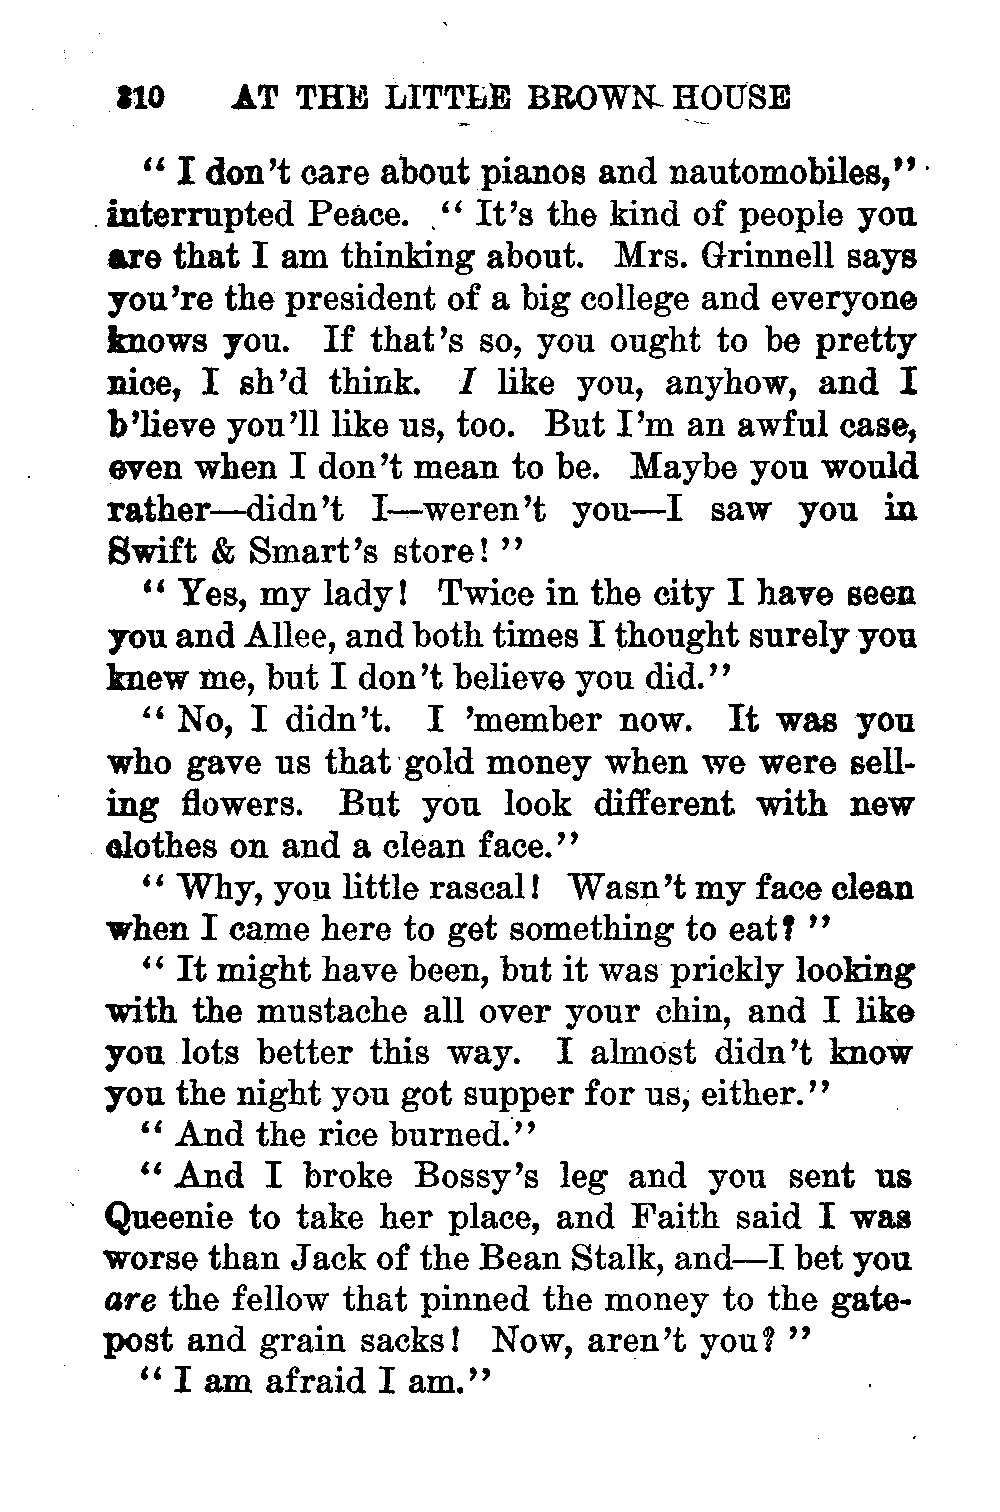 310 AT THE LITTLE BROWN HOUSE
“ I don’t care about pianos and nautomobiles,”
interrupted Peace. “ It’s the kind of people you
are that I am thinking about. Mrs. Grinnell says
you’re the president of a big college and everyone
knows you. If that’s so, you ought to be pretty
nice, I sh’d think. I like you, anyhow, and I
b’lieve you’ll like us, too. But I’m an awful case,
even when I don’t mean to be. Maybe you would
rather—didn’t I—weren’t you—I saw you in
Swift & Smart’s store! ”
“ Yes, my lady! Twice in the city I have seen
you and Allee, and both times I thought surely you
knew me, but I don’t believe you did.”
“ No, I didn’t. I ’member now. It was you
who gave us that gold money when we were sell-
ing flowers. But you look different with new
clothes on and a clean face.”
“ Why, you little rascal! Wasn’t my face clean
when I came here to get something to eat? ”
“ It might have been, but it was prickly looking
with the mustache all over your chin, and I like
you lots better this way. I almost didn’t know
you the night you got supper for us, either.”
“ And the rice burned.”
“ And I broke Bossy’s leg and you sent us
Queenie to take her place, and Faith said I was
worse than Jack of the Bean Stalk, and—I bet you
are the fellow that pinned the money to the gate-
post and grain sacks! Now, aren’t you? ”
“ I am afraid I am.”